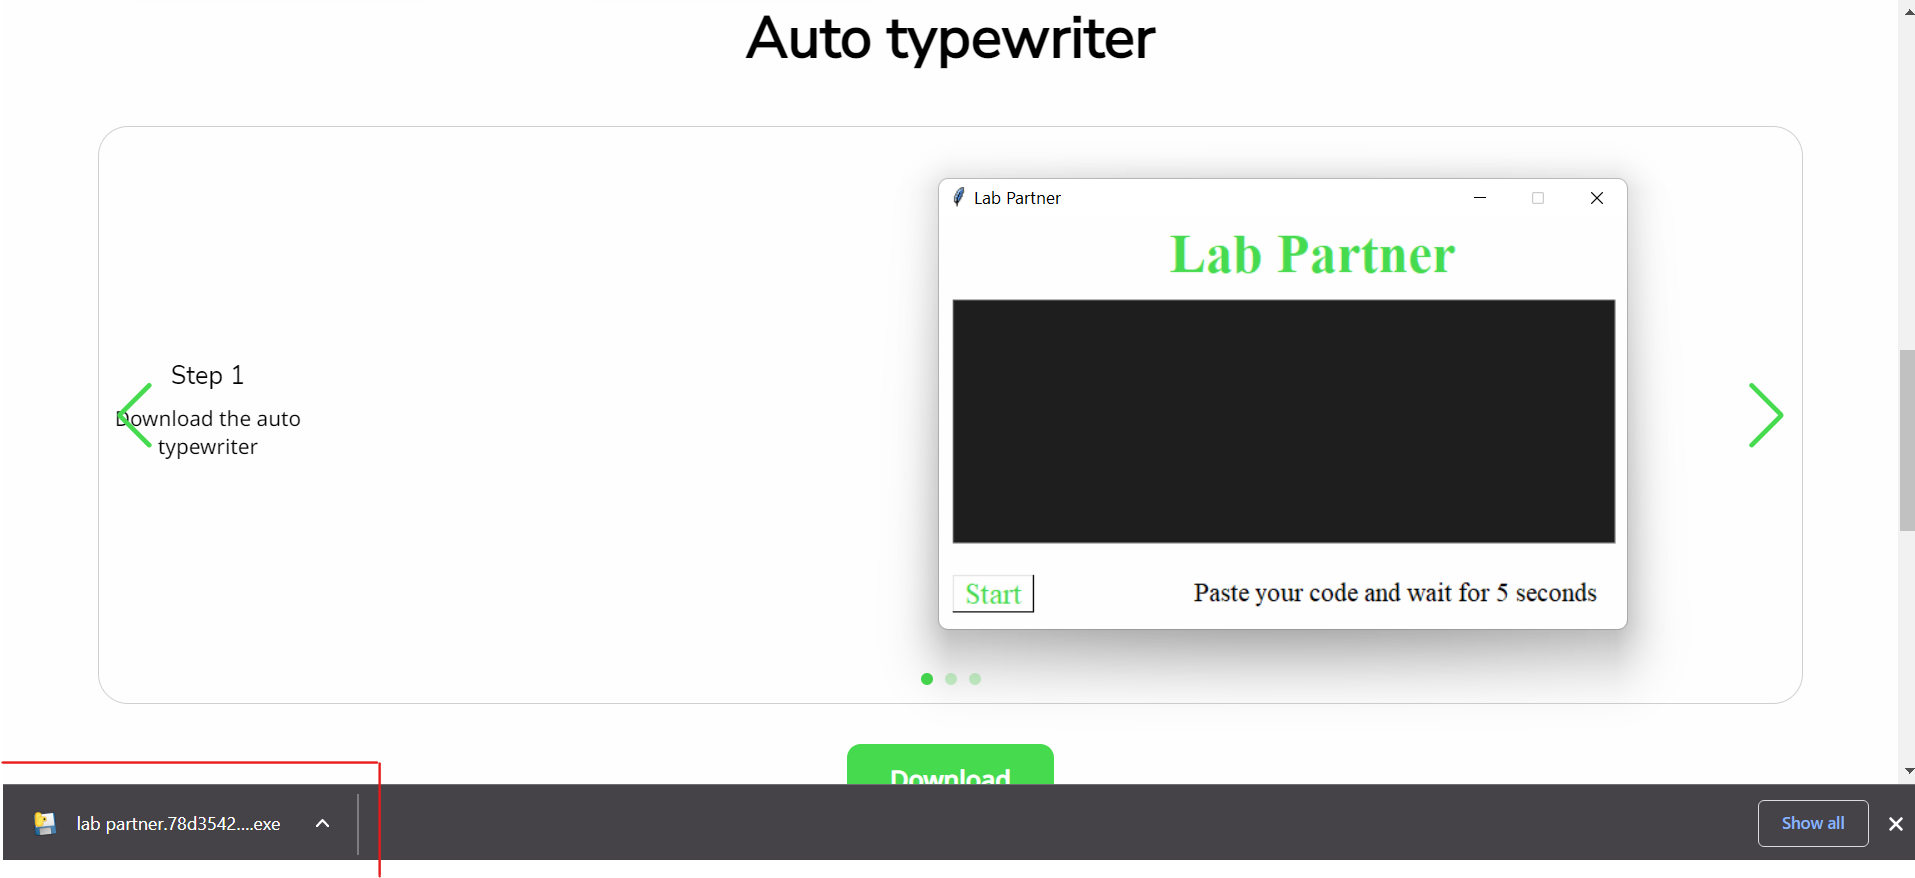 Auto typewriter
Lab Partner
Lab Partner
Step 1
Download the auto
typewriter
Start
Paste your code and wait for 5 seconds
Download
lab partner.78d3542....exe
Show all